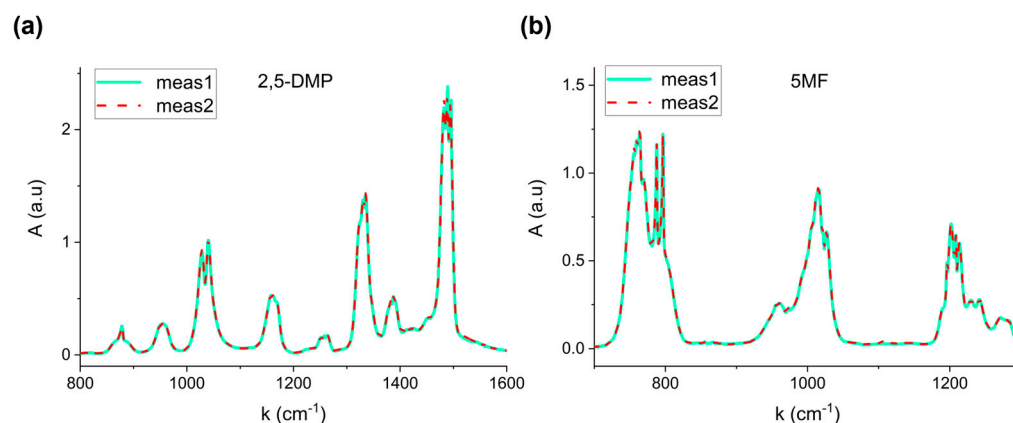 (a)
(b)
meas1
meas2
2,5-DMP
A (a.u)
2
1
0
800
1000
1200
1400
1600
k (cm-1)
meas1
meas2
5MF
A (a.u)
1.5
1.0
0.5
0.0
800
1000
1200
k (cm-1)